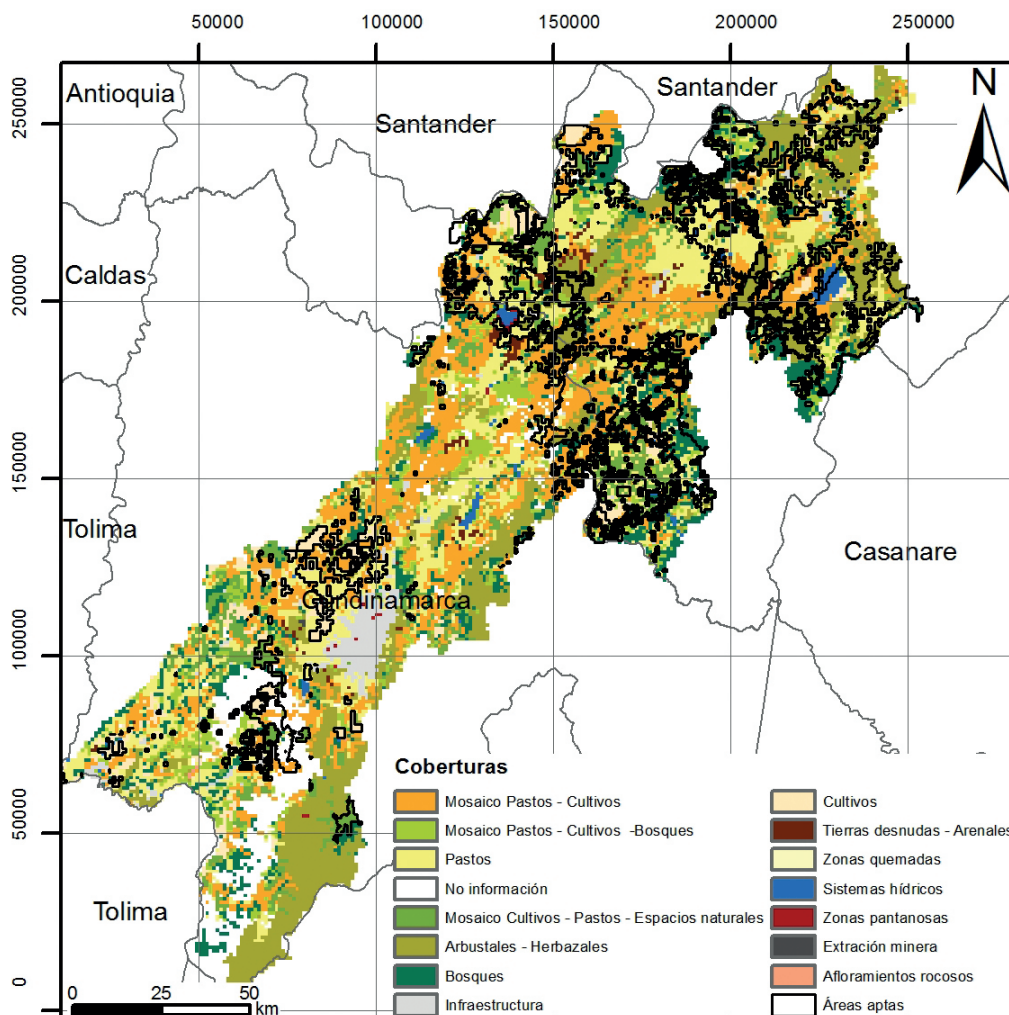 50000 100000 150000 200000 250000
Antioquia
Santander
Santander
N
250000
Caldas
200000
150000
Tolima
Casanare
Cundinamarca
100000
50000
Tolima
0
Coberturas
Mosaico Pastos - Cultivos
Mosaico Pastos - Cultivos -Bosques
Pastos
No información
Mosaico Cultivos - Pastos - Espacios naturales
Arbustales - Herbazales
Bosques
Infraestructura
Cultivos
Tierras desnudas - Arenales
Zonas quemadas
Sistemas hídricos
Zonas pantanosas
Extracción minera
Afloramientos rocosos
Áreas aptas
0 25 50
km